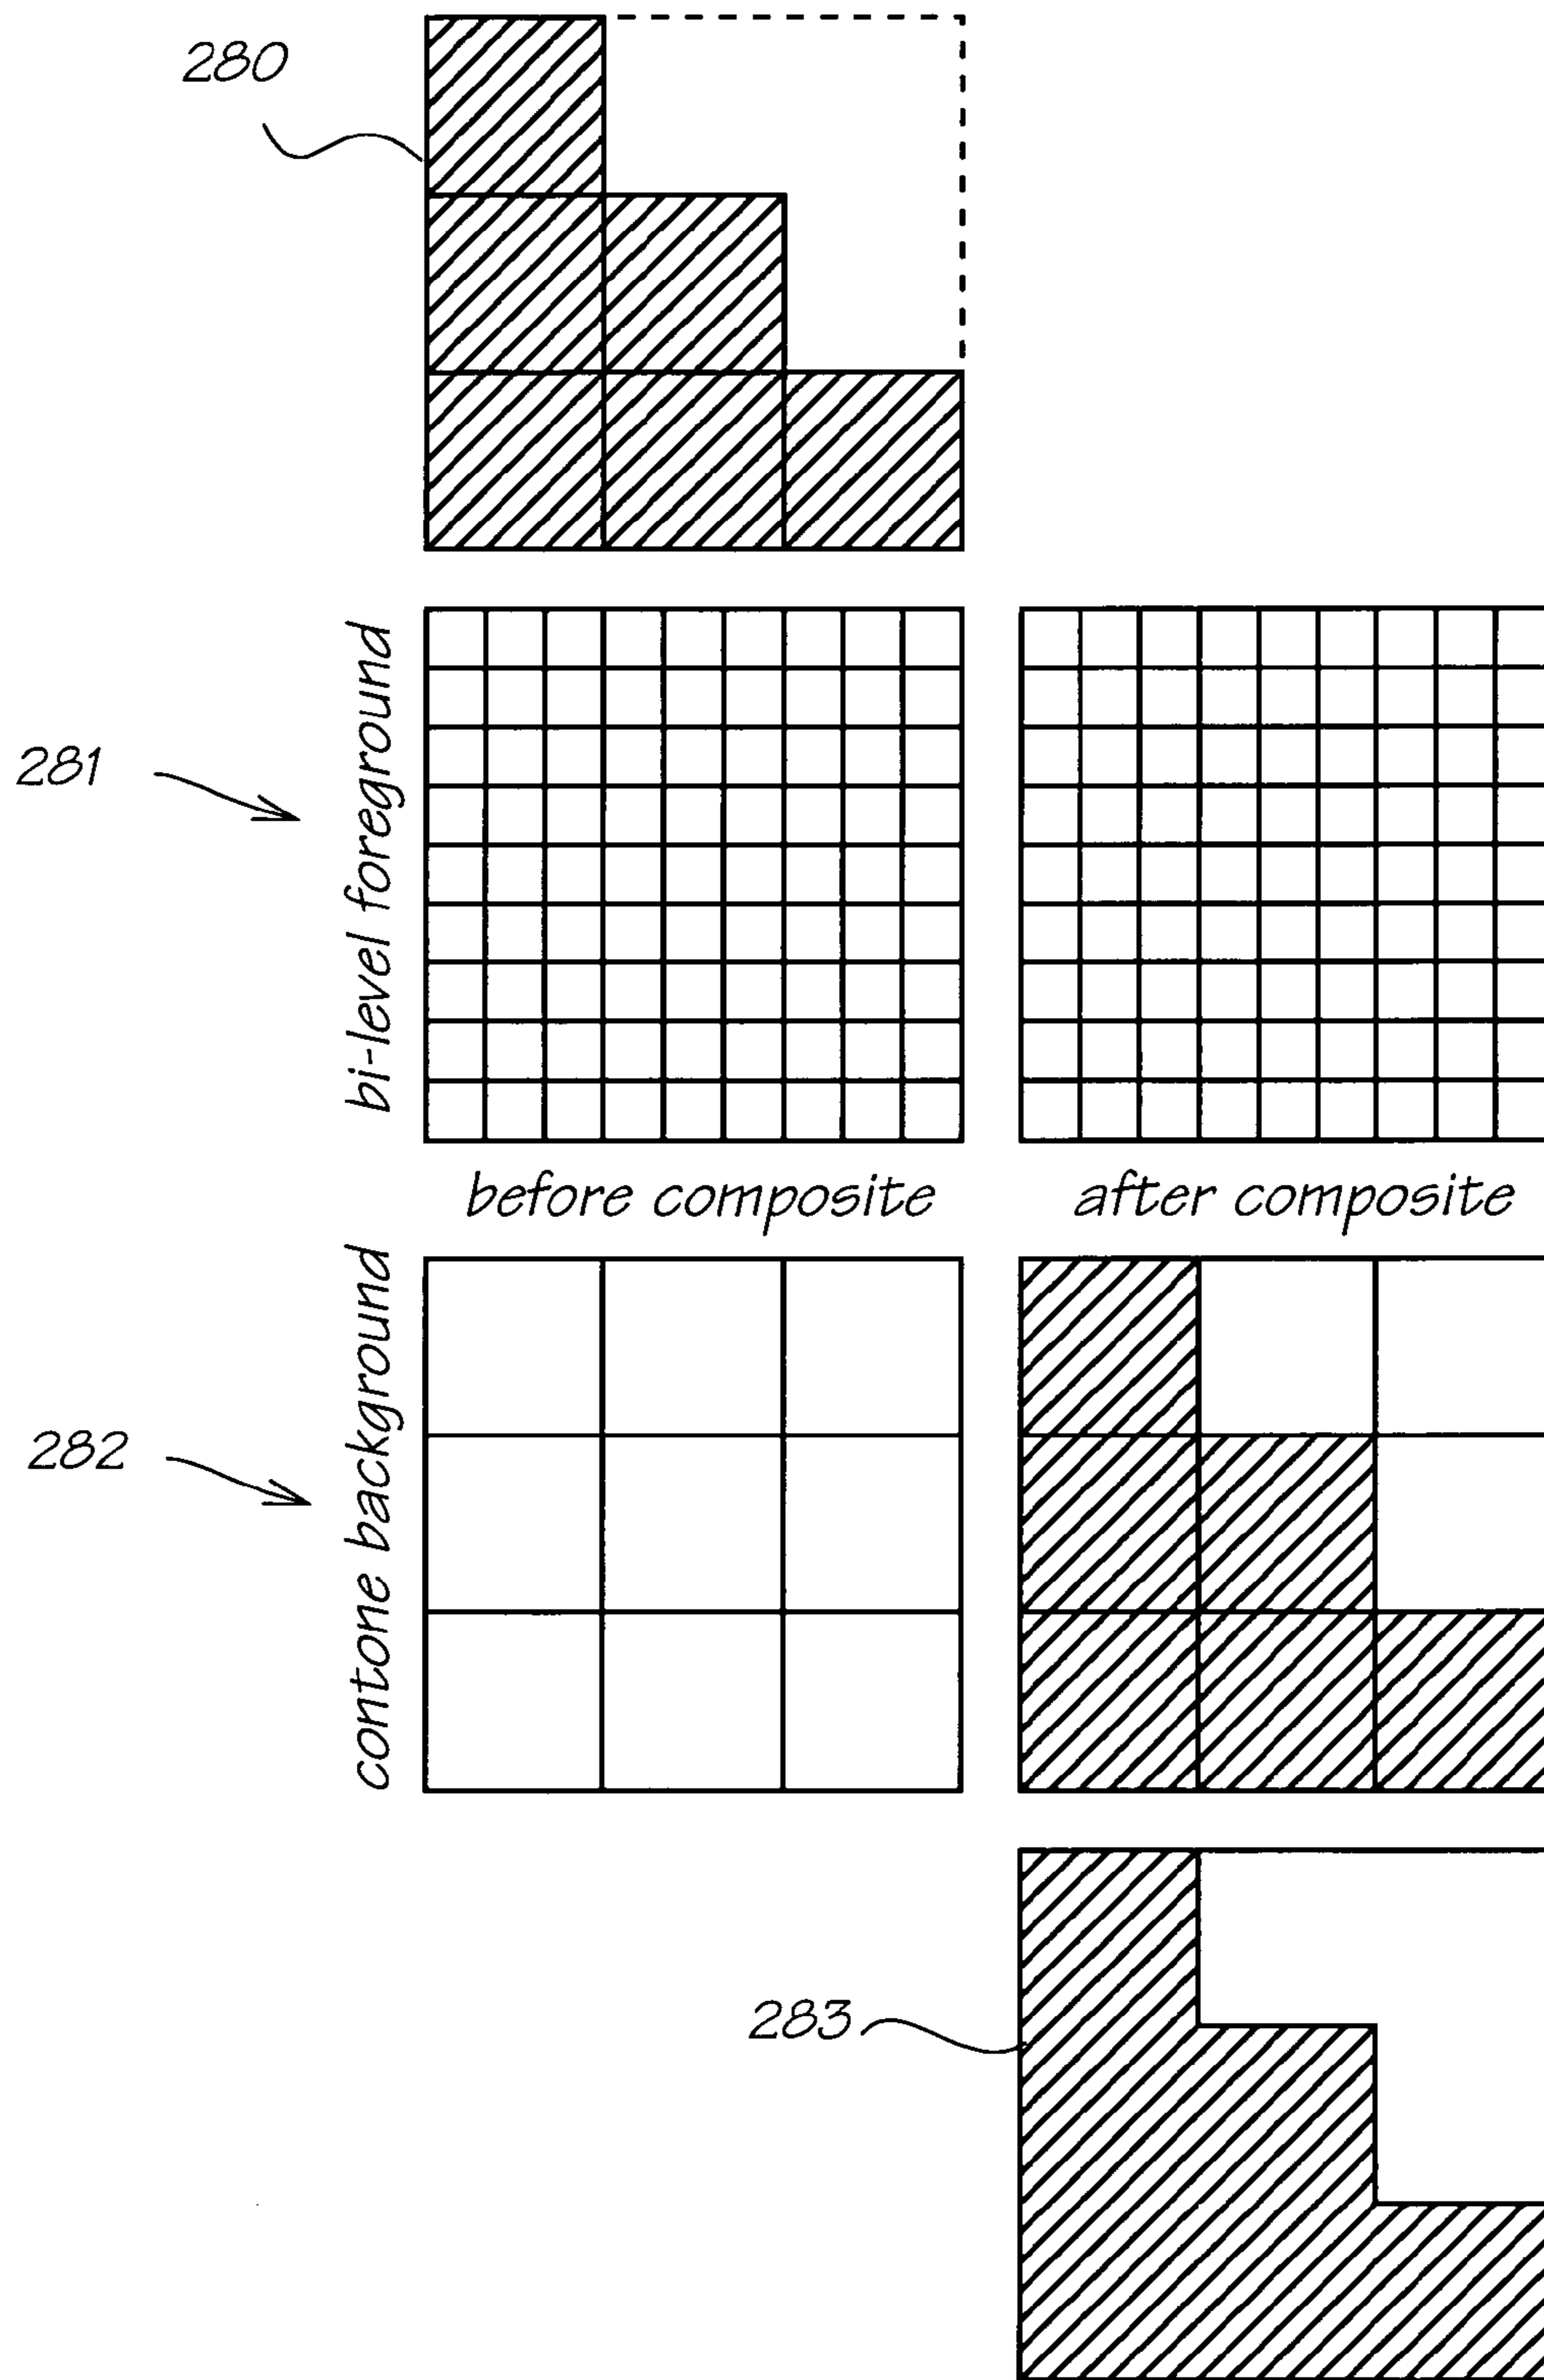 280
281
bi-level foreground
before composite
after composite
282
contone background
283